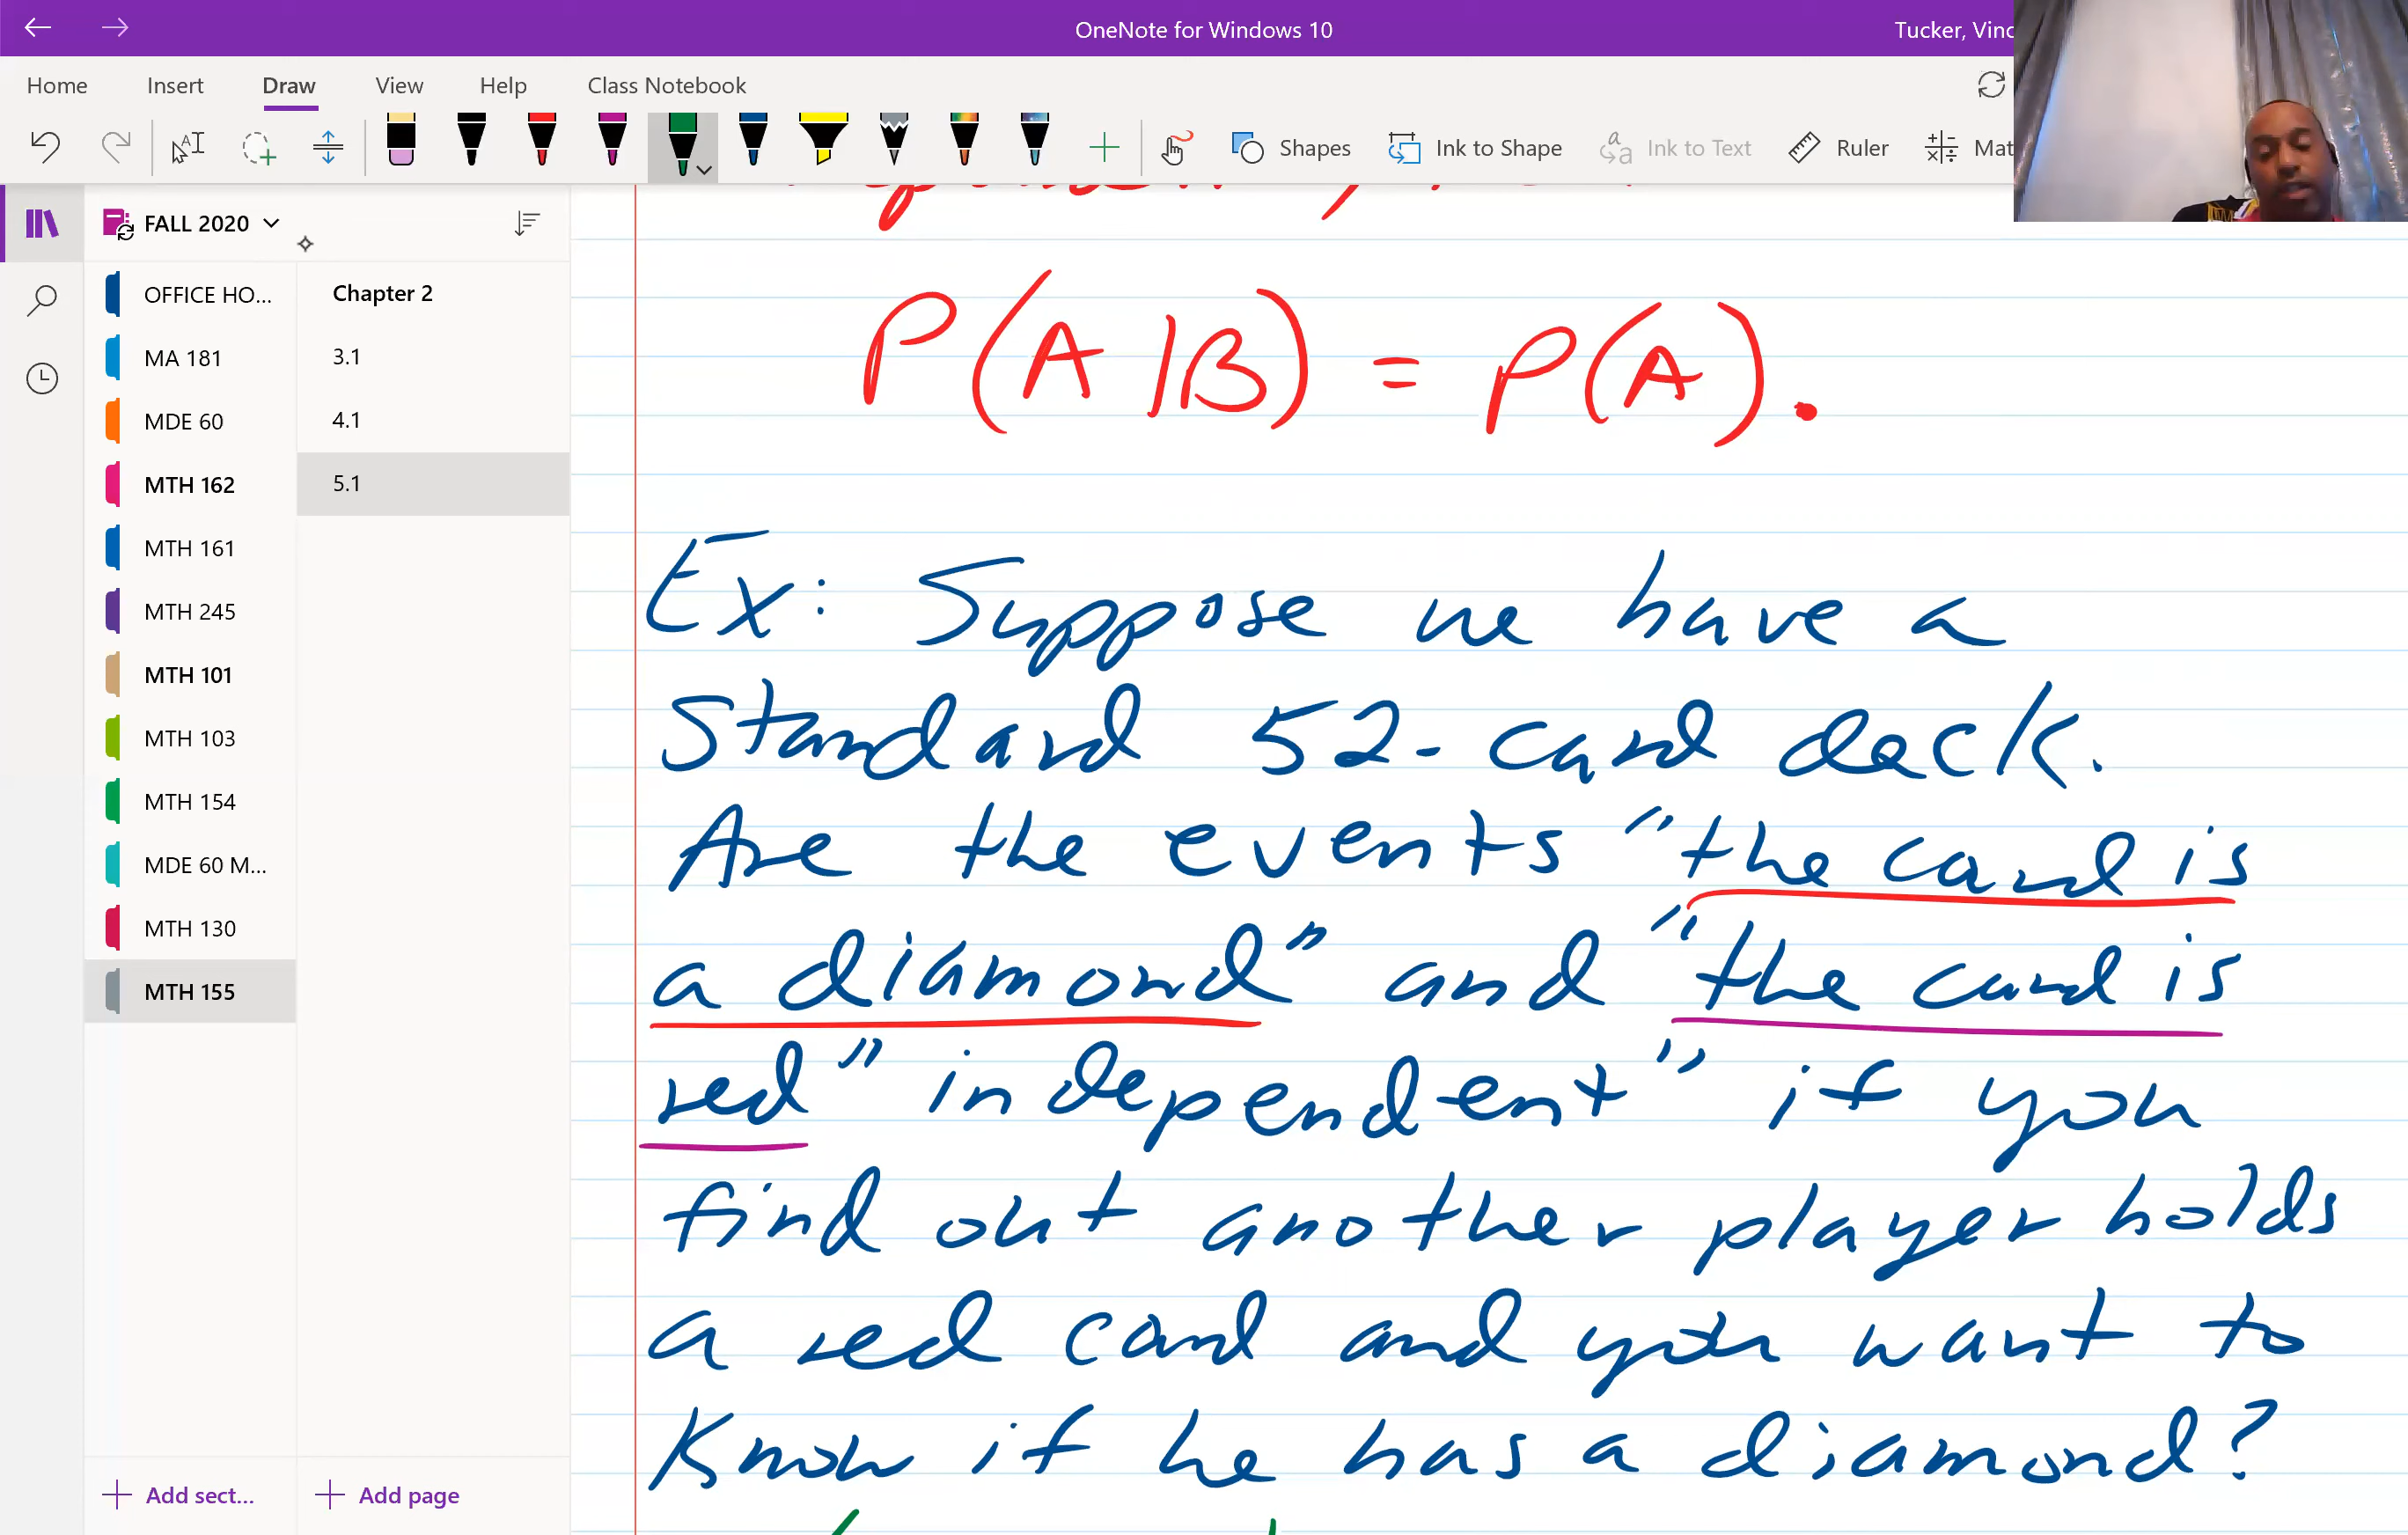 OneNote for Windows 10
Tucker, Vinc
Home Insert Draw View Help Class Notebook
Shapes Ink to Shape Ink to Text Ruler Mat
FALL 2020
OFFICE HO...
MA 181
MDE 60
MTH 162
MTH 161
MTH 245
MTH 101
MTH 103
MTH 154
MDE 60 M...
MTH 130
MTH 155
Add sect...
Chapter 2
3.1
4.1
5.1
Add page
P(A|B) = P(A).
Ex: Suppose we have a
standard 52-card deck.
Are the events "the card is
a diamond" and "the card is
red" independent" if you
find out another player holds
a red card and you want to
know if he has a diamond?